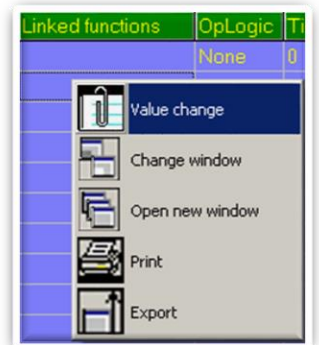 Linked functions OpLogic Ti
None 0
Value change
Change window
Open new window
Print
Export